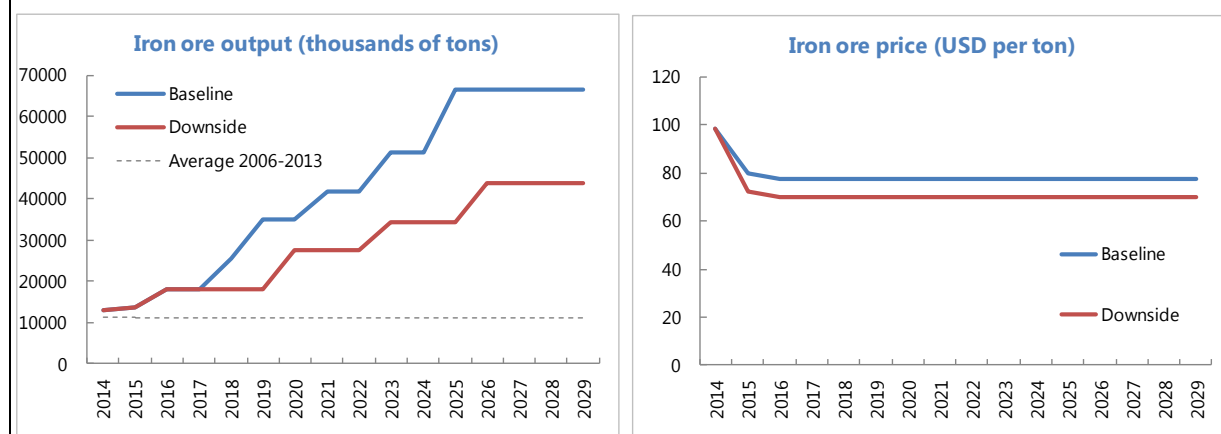 Iron ore output (thousands of tons)
70000
60000
50000
40000
30000
20000
10000
0
Baseline
Downside
Average 2006-2013
2014 2015 2016 2017 2018 2019 2020 2021 2022 2023 2024 2025 2026 2027 2028 2029
Iron ore price (USD per ton)
120
100
80
60
40
20
0
Baseline
Downside
2014 2015 2016 2017 2018 2019 2020 2021 2022 2023 2024 2025 2026 2027 2028 2029